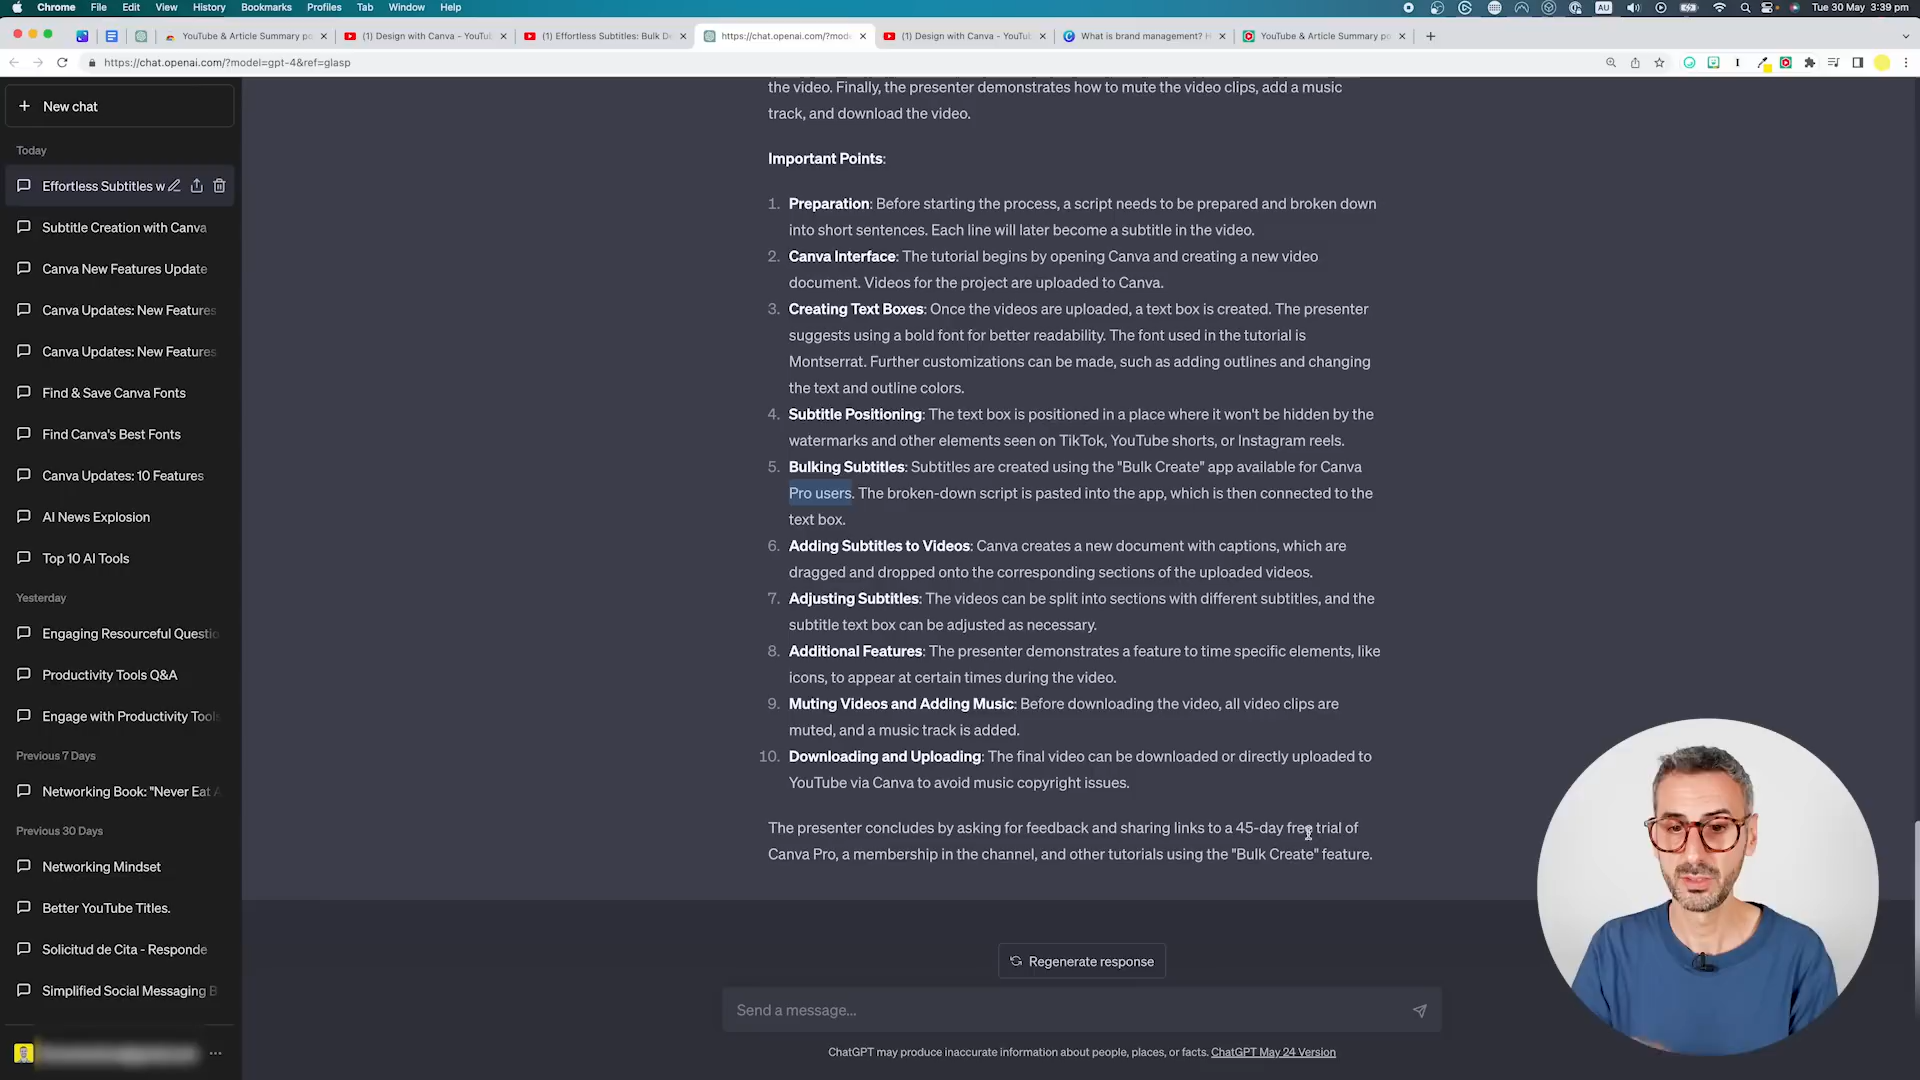 Chrome File Edit View History Bookmarks Profiles Tab Window Help
AU Tue 30 May 3:39 pm
YouTube & Article Summary po
(1) Design with Canva - YouTu
(1) Effortless Subtitles: Bulk De
https://chat.openai.com/?mode
(1) Design with Canva - YouTu
What is brand management? H
YouTube & Article Summary po
https://chat.openai.com/?model=gpt-4&ref=glasp
New chat
Today
Effortless Subtitles w
Subtitle Creation with Canva
Canva New Features Update
Canva Updates: New Features
Canva Updates: New Features
Find & Save Canva Fonts
Find Canva's Best Fonts
Canva Updates: 10 Features
AI News Explosion
Top 10 AI Tools
Yesterday
Engaging Resourceful Questio
Productivity Tools Q&A
Engage with Productivity Tools
Previous 7 Days
Networking Book: "Never Eat A
Previous 30 Days
Networking Mindset
Better YouTube Titles.
Solicitud de Cita - Responde
Simplified Social Messaging B
the video. Finally, the presenter demonstrates how to mute the video clips, add a music
track, and download the video.
Important Points:
1. Preparation: Before starting the process, a script needs to be prepared and broken down
into short sentences. Each line will later become a subtitle in the video.
2. Canva Interface: The tutorial begins by opening Canva and creating a new video
document. Videos for the project are uploaded to Canva.
3. Creating Text Boxes: Once the videos are uploaded, a text box is created. The presenter
suggests using a bold font for better readability. The font used in the tutorial is
Montserrat. Further customizations can be made, such as adding outlines and changing
the text and outline colors.
4. Subtitle Positioning: The text box is positioned in a place where it won't be hidden by the
watermarks and other elements seen on TikTok, YouTube shorts, or Instagram reels.
5. Bulking Subtitles: Subtitles are created using the "Bulk Create" app available for Canva
Pro users. The broken-down script is pasted into the app, which is then connected to the
text box.
6. Adding Subtitles to Videos: Canva creates a new document with captions, which are
dragged and dropped onto the corresponding sections of the uploaded videos.
7. Adjusting Subtitles: The videos can be split into sections with different subtitles, and the
subtitle text box can be adjusted as necessary.
8. Additional Features: The presenter demonstrates a feature to time specific elements, like
icons, to appear at certain times during the video.
9. Muting Videos and Adding Music: Before downloading the video, all video clips are
muted, and a music track is added.
10. Downloading and Uploading: The final video can be downloaded or directly uploaded to
YouTube via Canva to avoid music copyright issues.
The presenter concludes by asking for feedback and sharing links to a 45-day free trial of
Canva Pro, a membership in the channel, and other tutorials using the "Bulk Create" feature.
Regenerate response
Send a message...
ChatGPT may produce inaccurate information about people, places, or facts. ChatGPT May 24 Version